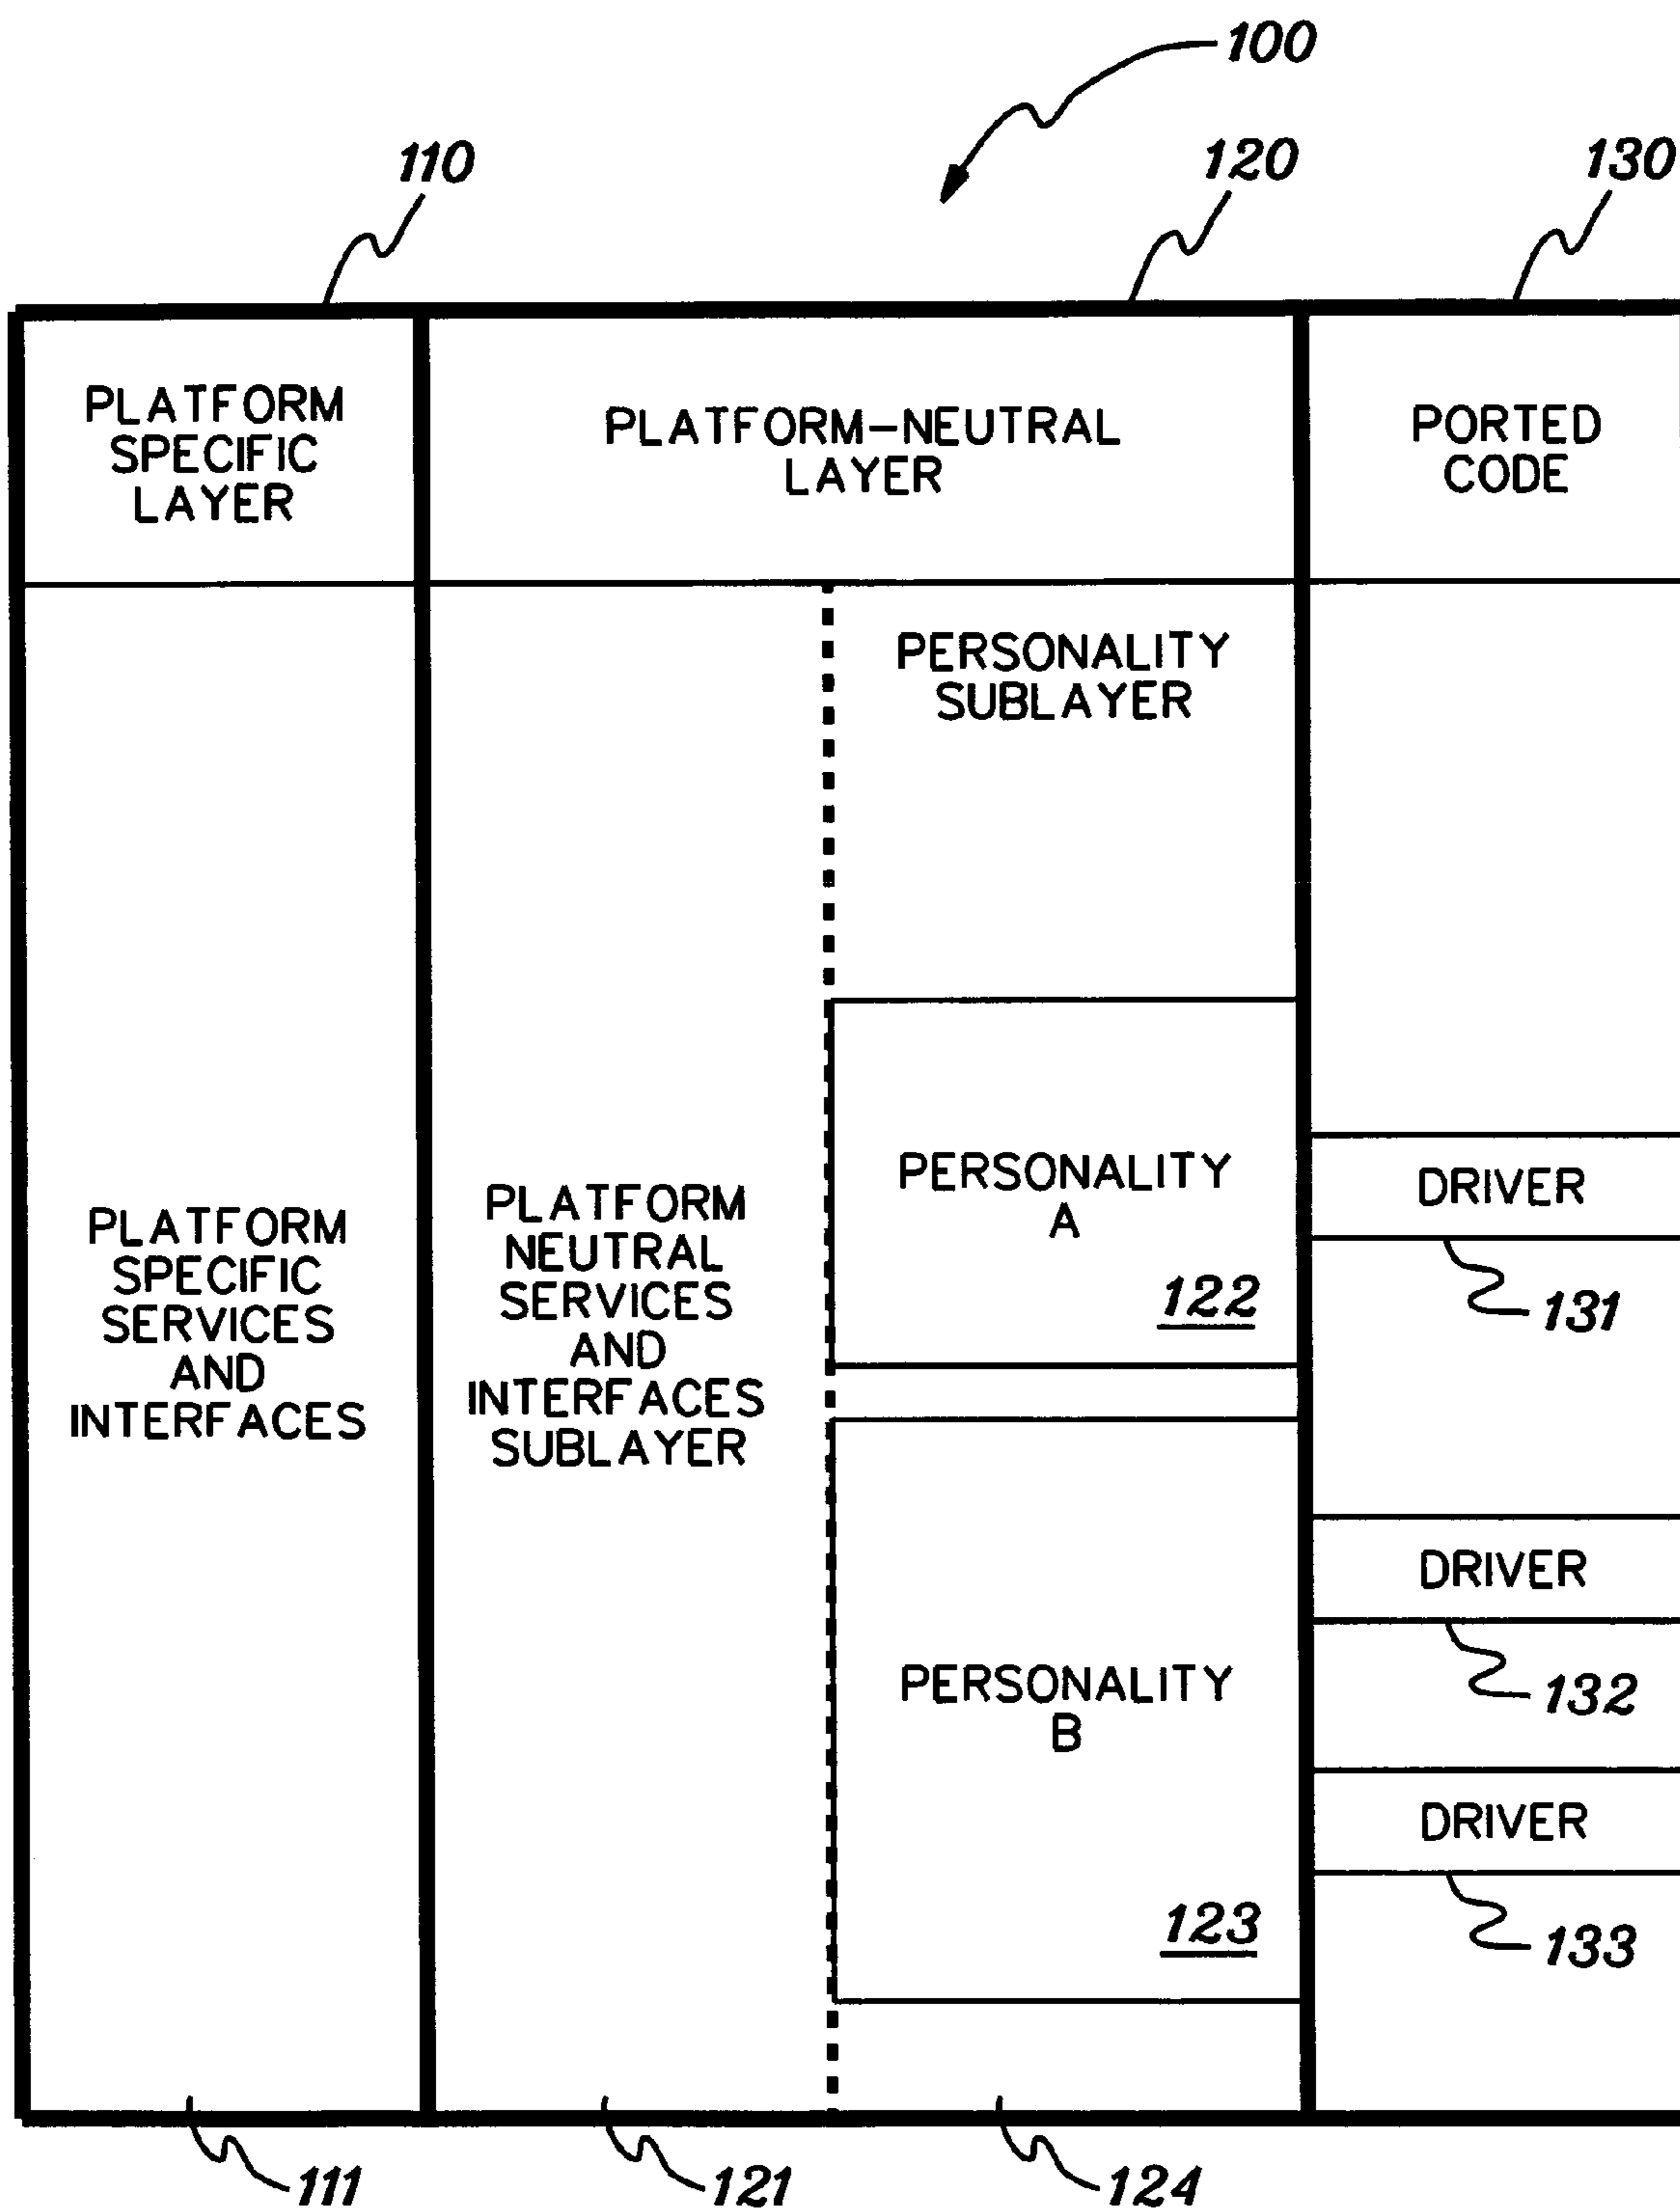 100
110
120
130
PLATFORM
SPECIFIC
LAYER
PLATFORM-NEUTRAL
LAYER
PORTED
CODE
PERSONALITY
SUBLAYER
PLATFORM
SPECIFIC
SERVICES
AND
INTERFACES
PLATFORM
NEUTRAL
SERVICES
AND
INTERFACES
SUBLAYER
PERSONALITY
A
122
DRIVER
131
PERSONALITY
B
123
DRIVER
132
DRIVER
133
111
121
124